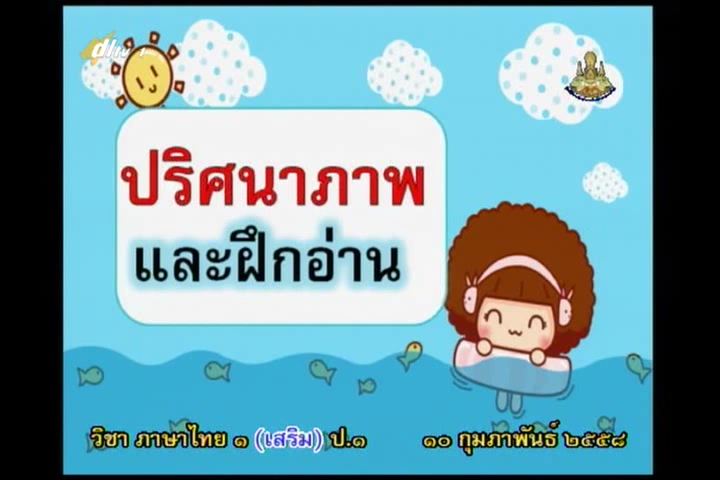 dltv 1
ปริศนาภาพ
และฝึกอ่าน
วิชา ภาษาไทย ๑ (เสริม) ป.๑ ๑๐ กุมภาพันธ์ ๒๕๕๘